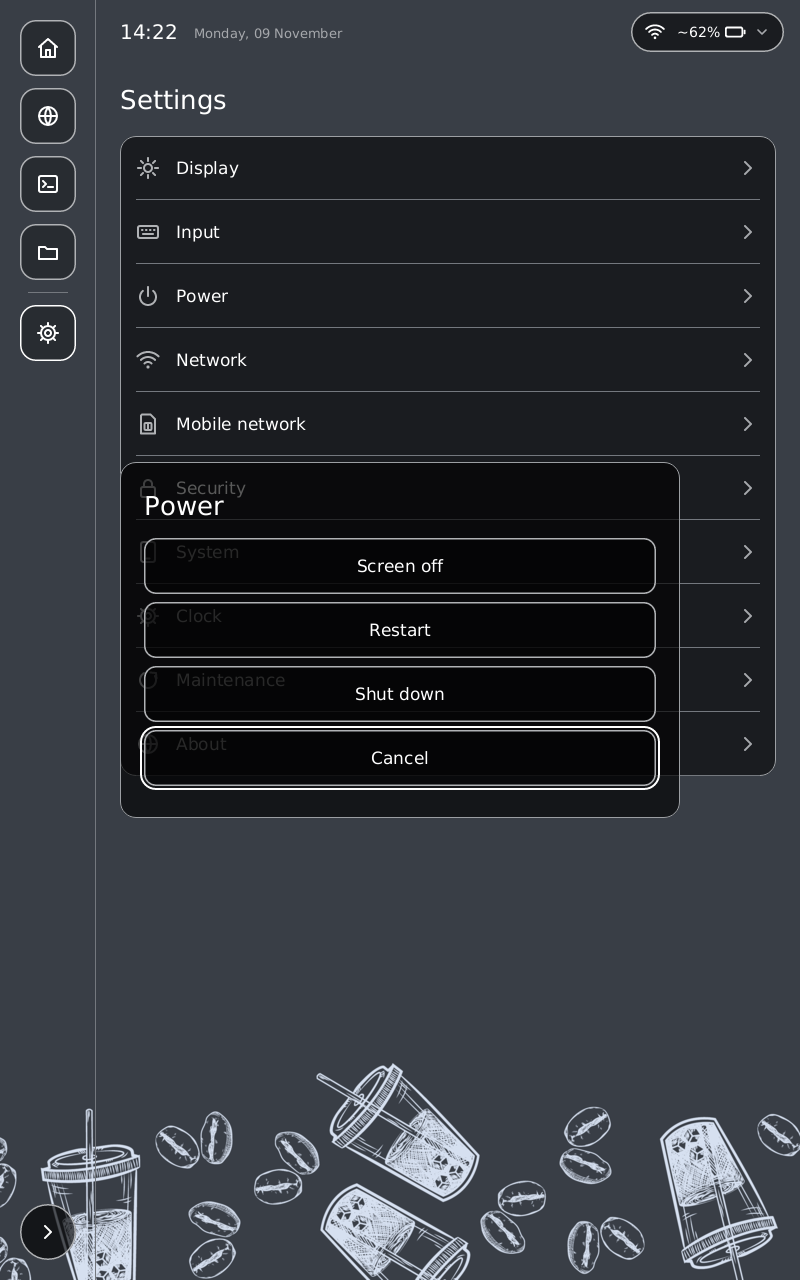 14:22 Monday, 09 November
~62%
Settings
Display
Input
Power
Network
Mobile network
Security
Power
System
Screen off
Clock
Restart
Maintenance
Shut down
About
Cancel